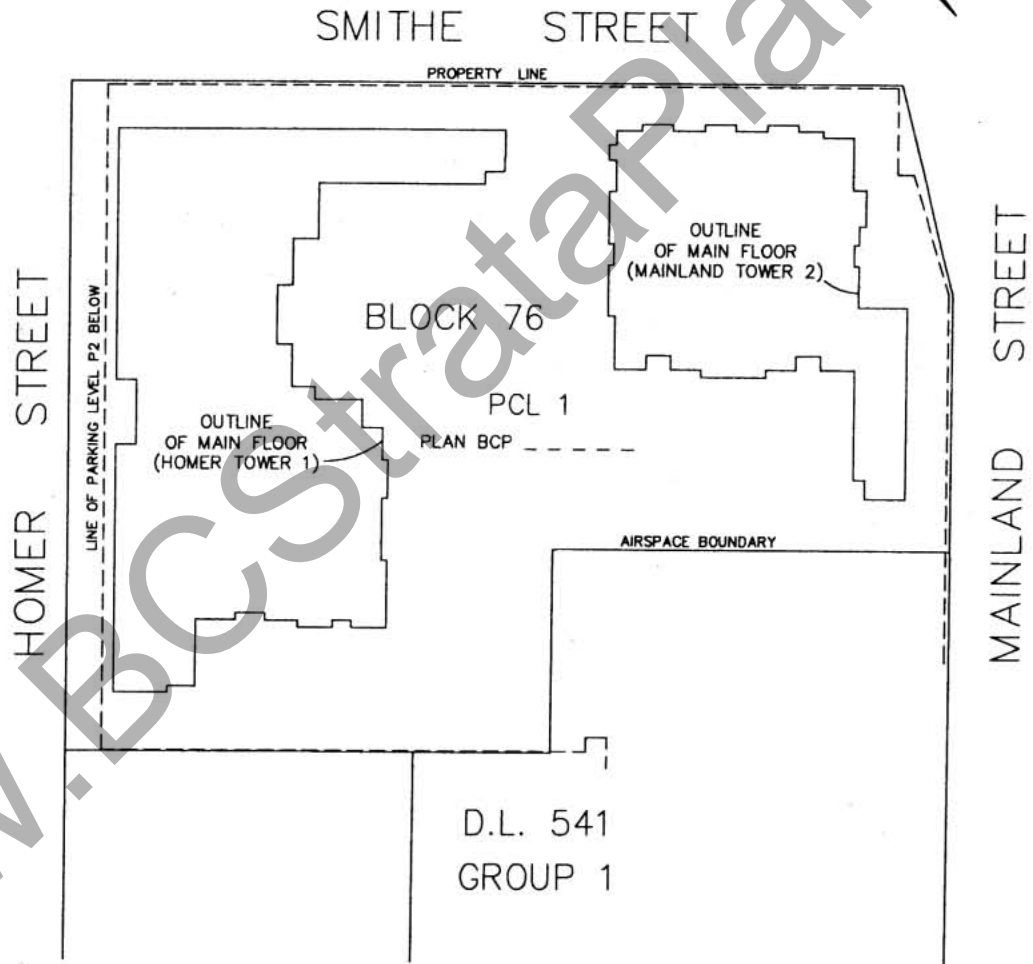 SMITHE STREET
PROPERTY LINE
HOMER STREET
LINE OF PARKING LEVEL P2 BELOW
OUTLINE
OF MAIN FLOOR
(MAINLAND TOWER 2)
BLOCK 76
PCL 1
PLAN BCP
OUTLINE
OF MAIN FLOOR
(HOMER TOWER 1)
AIRSPACE BOUNDARY
MAINLAND STREET
D.L. 541
GROUP 1